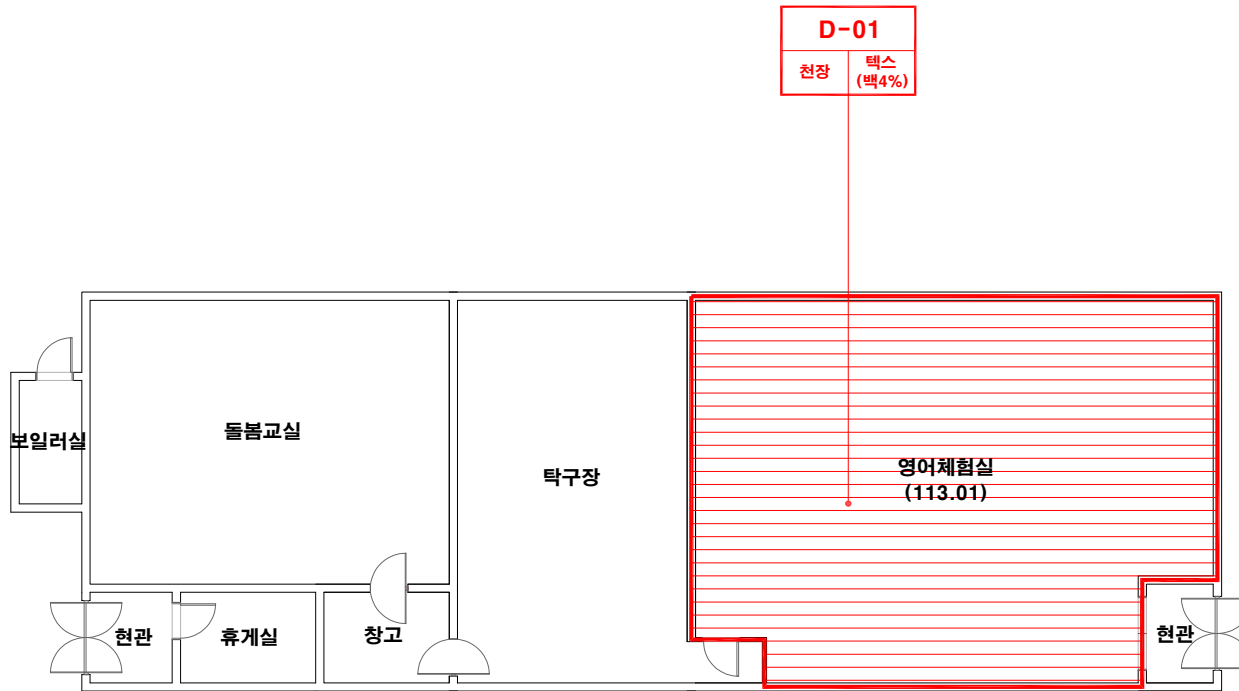 D-01
천장
텍스
(백4%)
보일러실
돌봄교실
탁구장
영어체험실
(113.01)
현관
휴게실
창고
현관